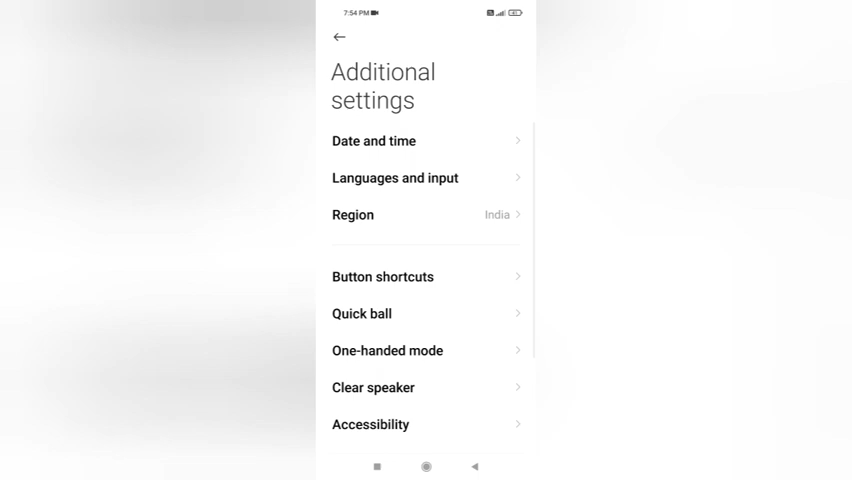 7:54 PM
Additional
settings
Date and time
Languages and input
Region India
Button shortcuts
Quick ball
One-handed mode
Clear speaker
Accessibility